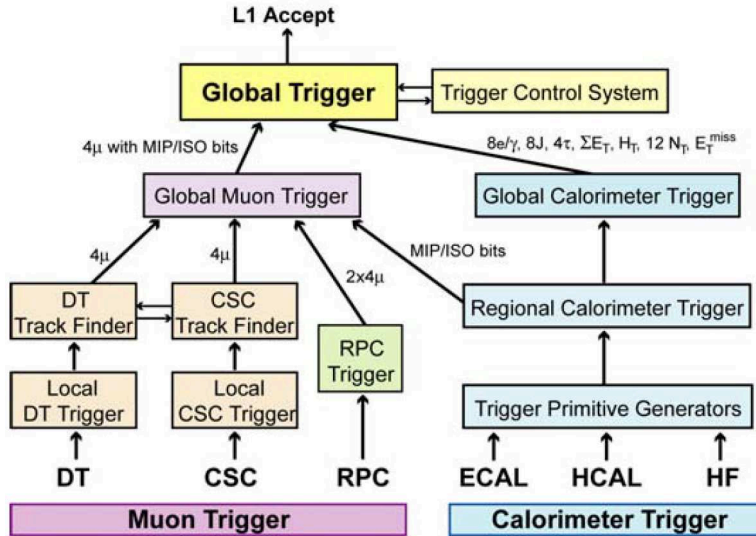 L1 Accept
Global Trigger
Trigger Control System
4μ with MIP/ISO bits
8e/γ, 8J, 4τ, ΣE_T, H_T, 12 N_T, E_T^miss
Global Muon Trigger
Global Calorimeter Trigger
4μ
4μ
MIP/ISO bits
2x4μ
DT
Track Finder
CSC
Track Finder
Regional Calorimeter Trigger
RPC
Trigger
Local
DT Trigger
Local
CSC Trigger
Trigger Primitive Generators
DT
CSC
RPC
ECAL
HCAL
HF
Muon Trigger
Calorimeter Trigger